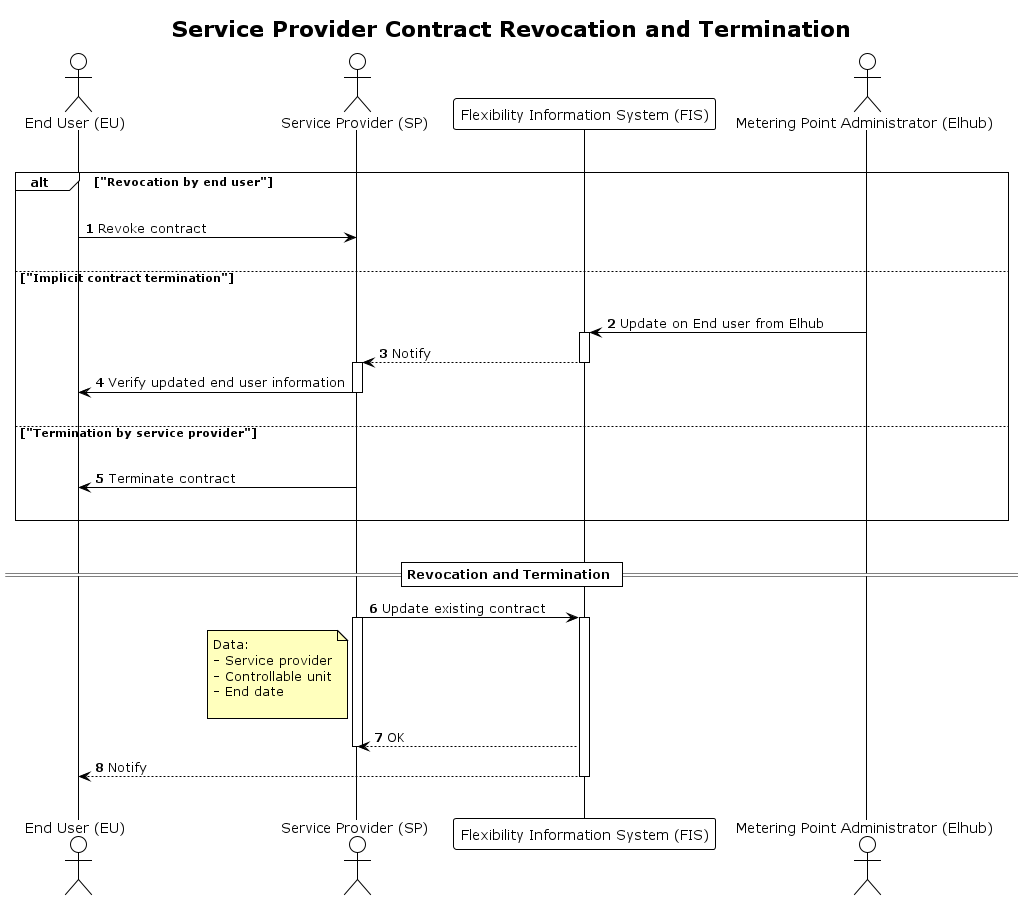 Service Provider Contract Revocation and Termination
End User (EU)
Service Provider (SP)
Flexibility Information System (FIS)
Metering Point Administrator (Elhub)
alt
["Revocation by end user"]
1 Revoke contract
["Implicit contract termination"]
2 Update on End user from Elhub
3 Notify
4 Verify updated end user information
["Termination by service provider"]
5 Terminate contract
Revocation and Termination
6 Update existing contract
Data:
- Service provider
- Controllable unit
- End date
7 OK
8 Notify
End User (EU)
Service Provider (SP)
Flexibility Information System (FIS)
Metering Point Administrator (Elhub)